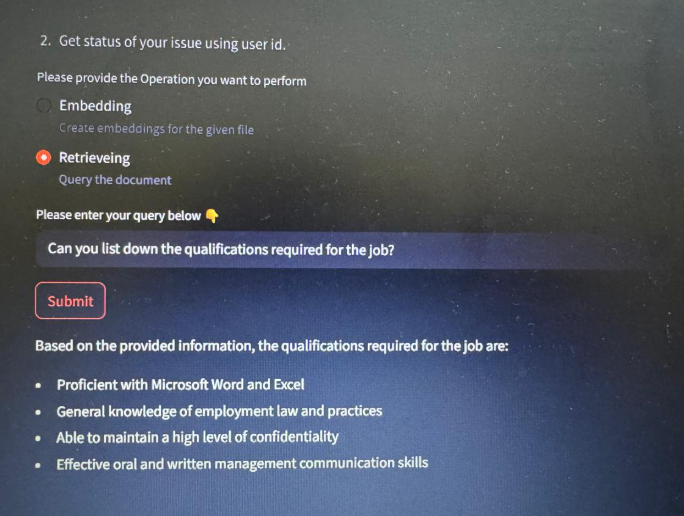 2. Get status of your issue using user id.
Please provide the Operation you want to perform
Embedding
Create embeddings for the given file
Retrieveing
Query the document
Please enter your query below 👇
Can you list down the qualifications required for the job?
Submit
Based on the provided information, the qualifications required for the job are:
• Proficient with Microsoft Word and Excel
• General knowledge of employment law and practices
• Able to maintain a high level of confidentiality
• Effective oral and written management communication skills